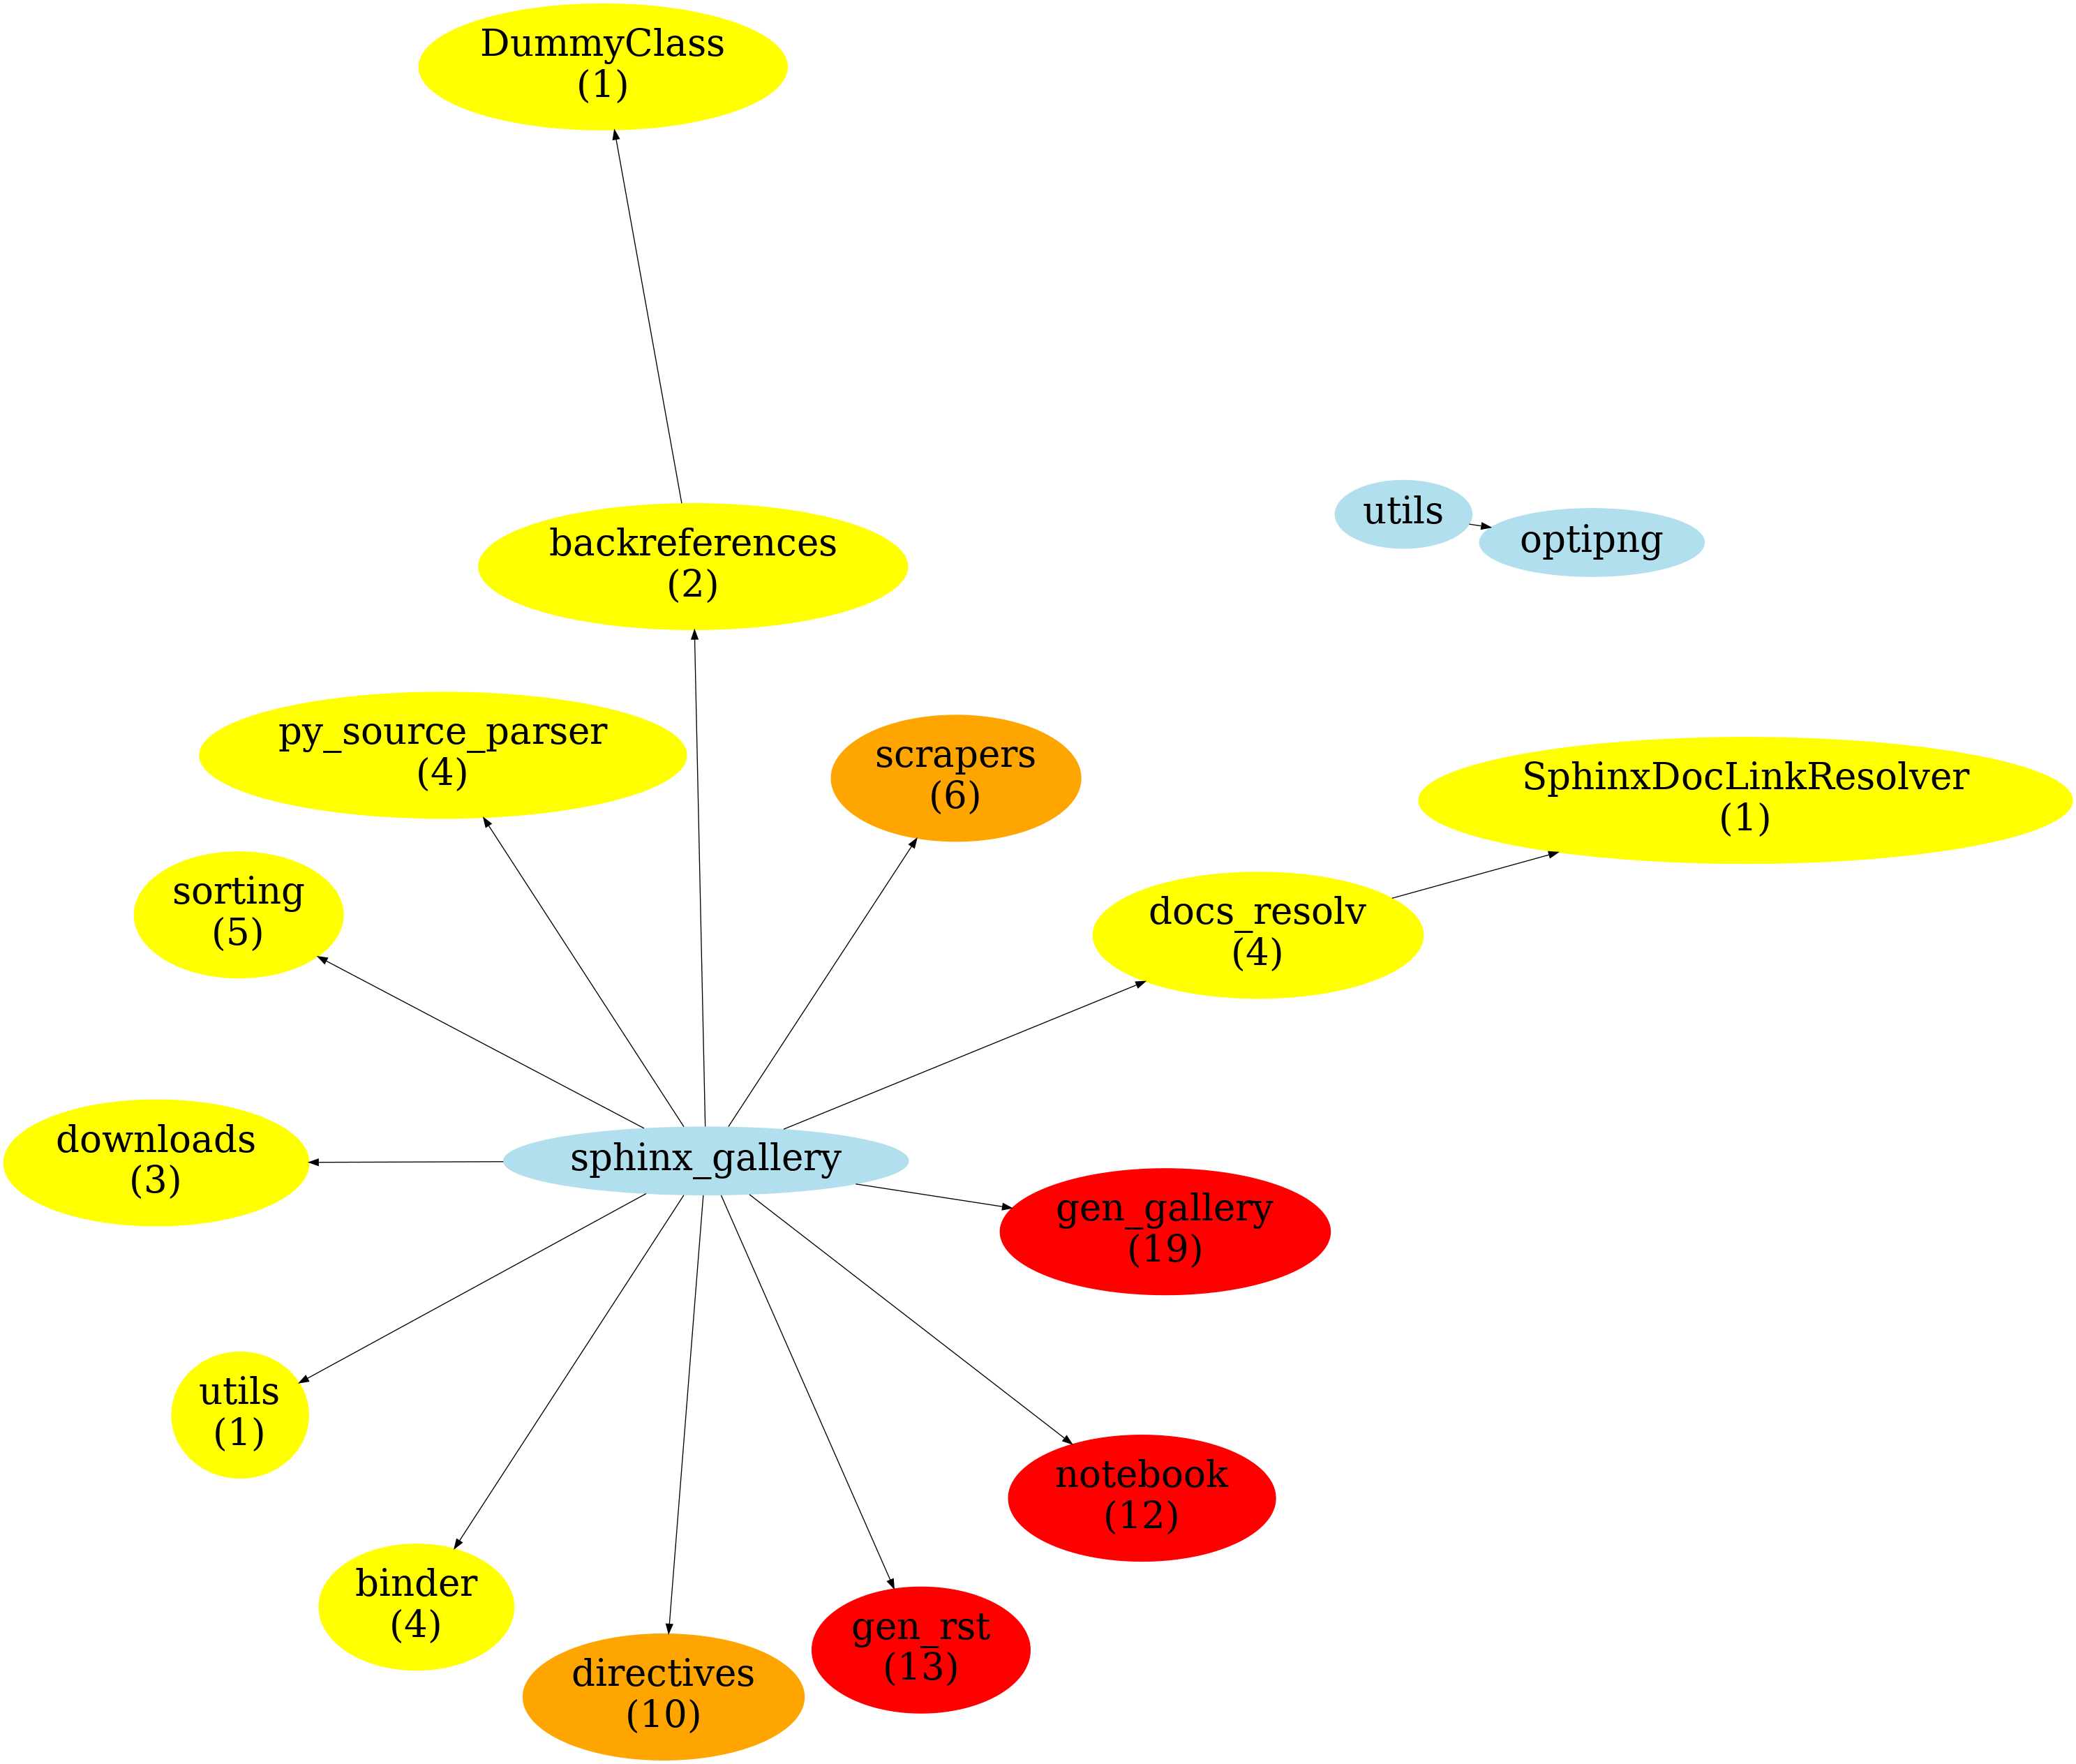 DummyClass
(1)
utils
optipng
backreferences
(2)
py_source_parser
(4)
scrapers
(6)
SphinxDocLinkResolver
(1)
sorting
(5)
docs_resolv
(4)
downloads
(3)
sphinx_gallery
gen_gallery
(19)
utils
(1)
notebook
(12)
binder
(4)
gen_rst
(13)
directives
(10)